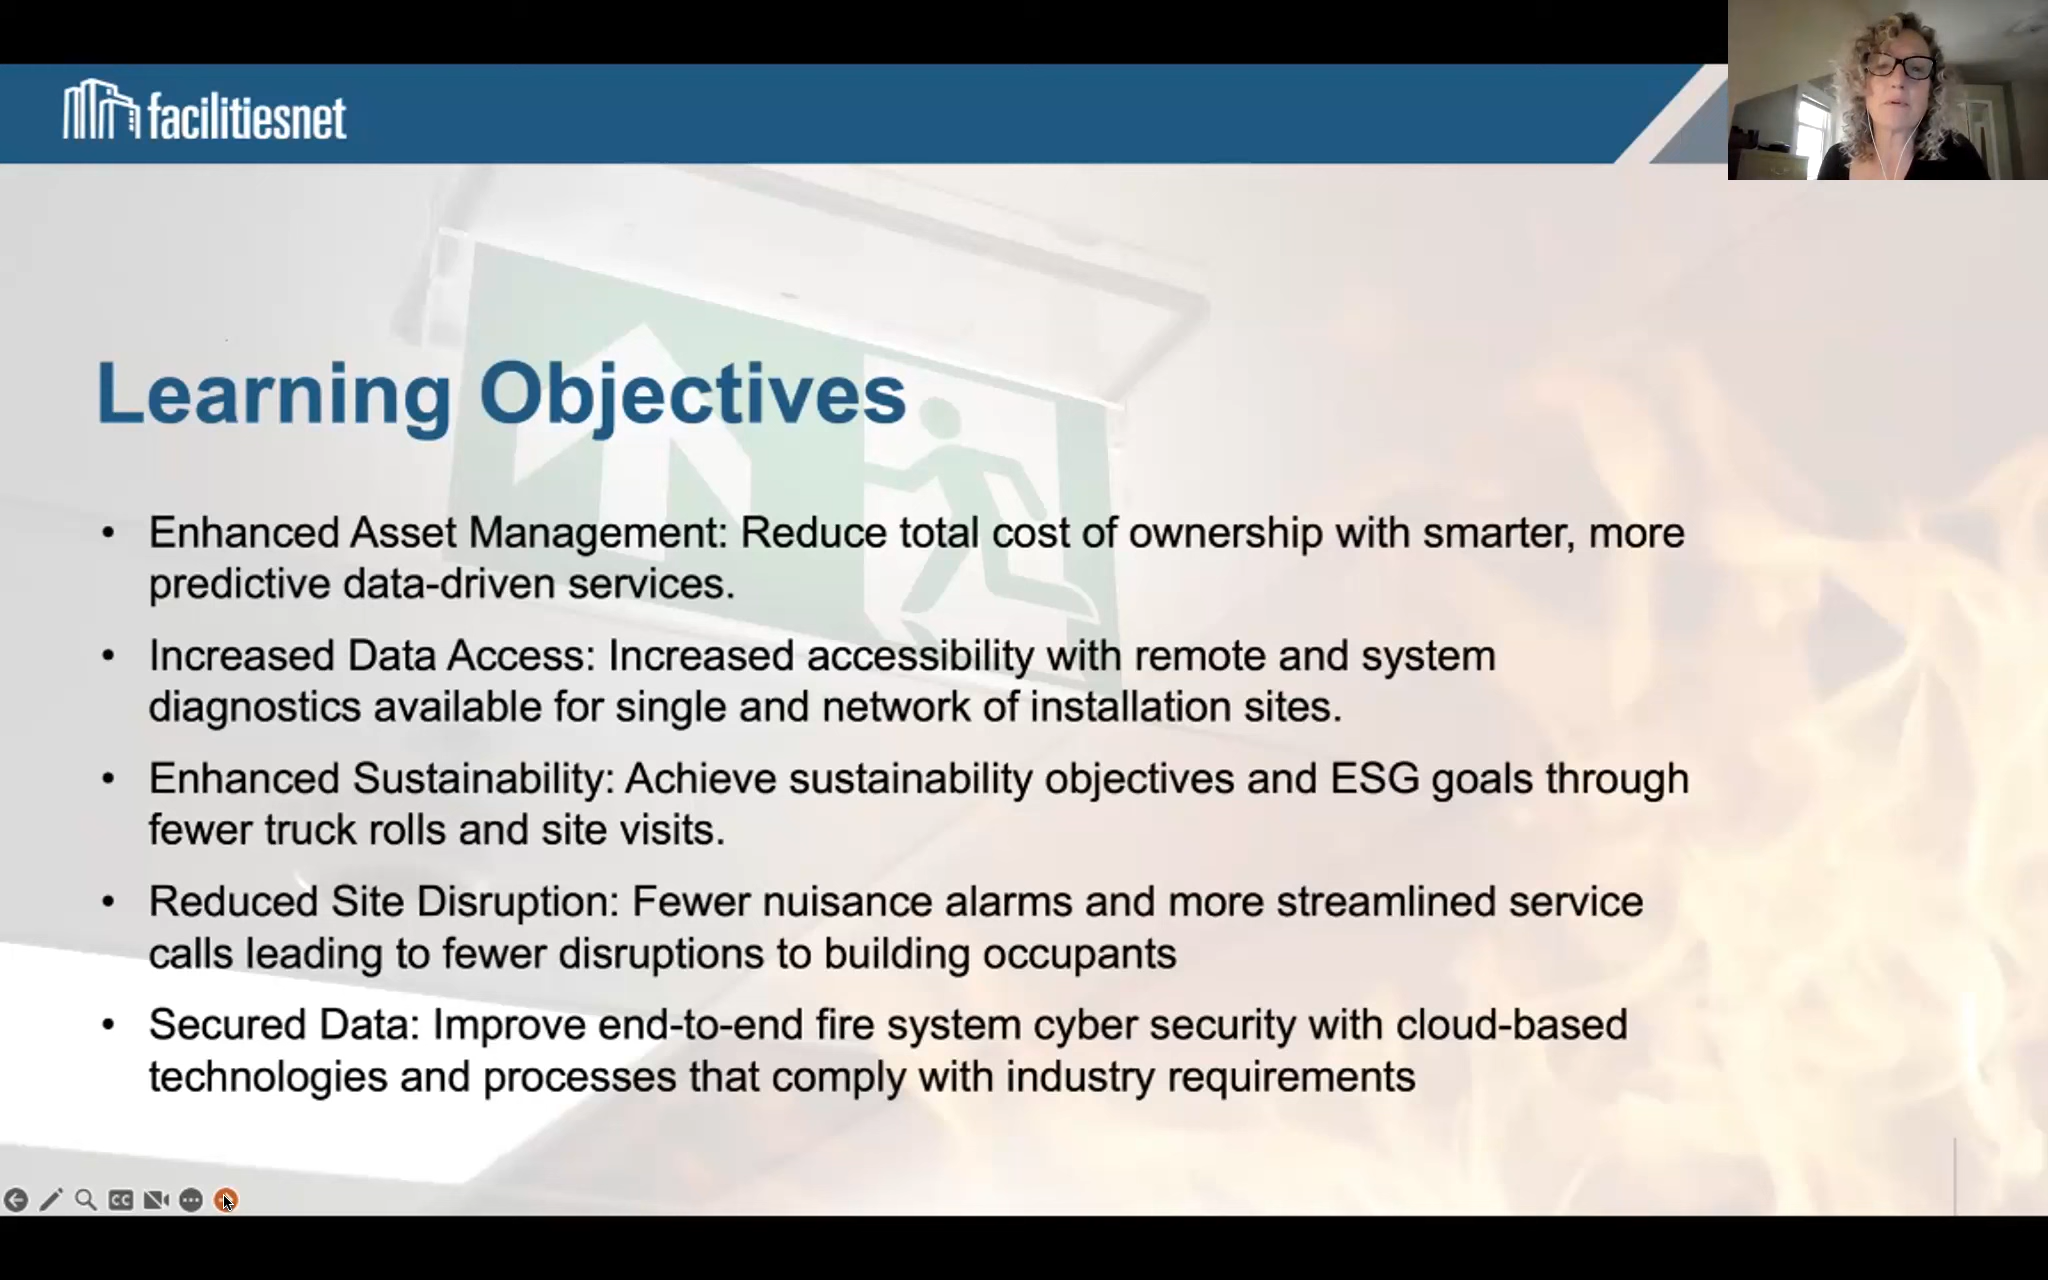 facilitiesnet
Learning Objectives
• Enhanced Asset Management: Reduce total cost of ownership with smarter, more
predictive data-driven services.
• Increased Data Access: Increased accessibility with remote and system
diagnostics available for single and network of installation sites.
• Enhanced Sustainability: Achieve sustainability objectives and ESG goals through
fewer truck rolls and site visits.
• Reduced Site Disruption: Fewer nuisance alarms and more streamlined service
calls leading to fewer disruptions to building occupants
• Secured Data: Improve end-to-end fire system cyber security with cloud-based
technologies and processes that comply with industry requirements
CC